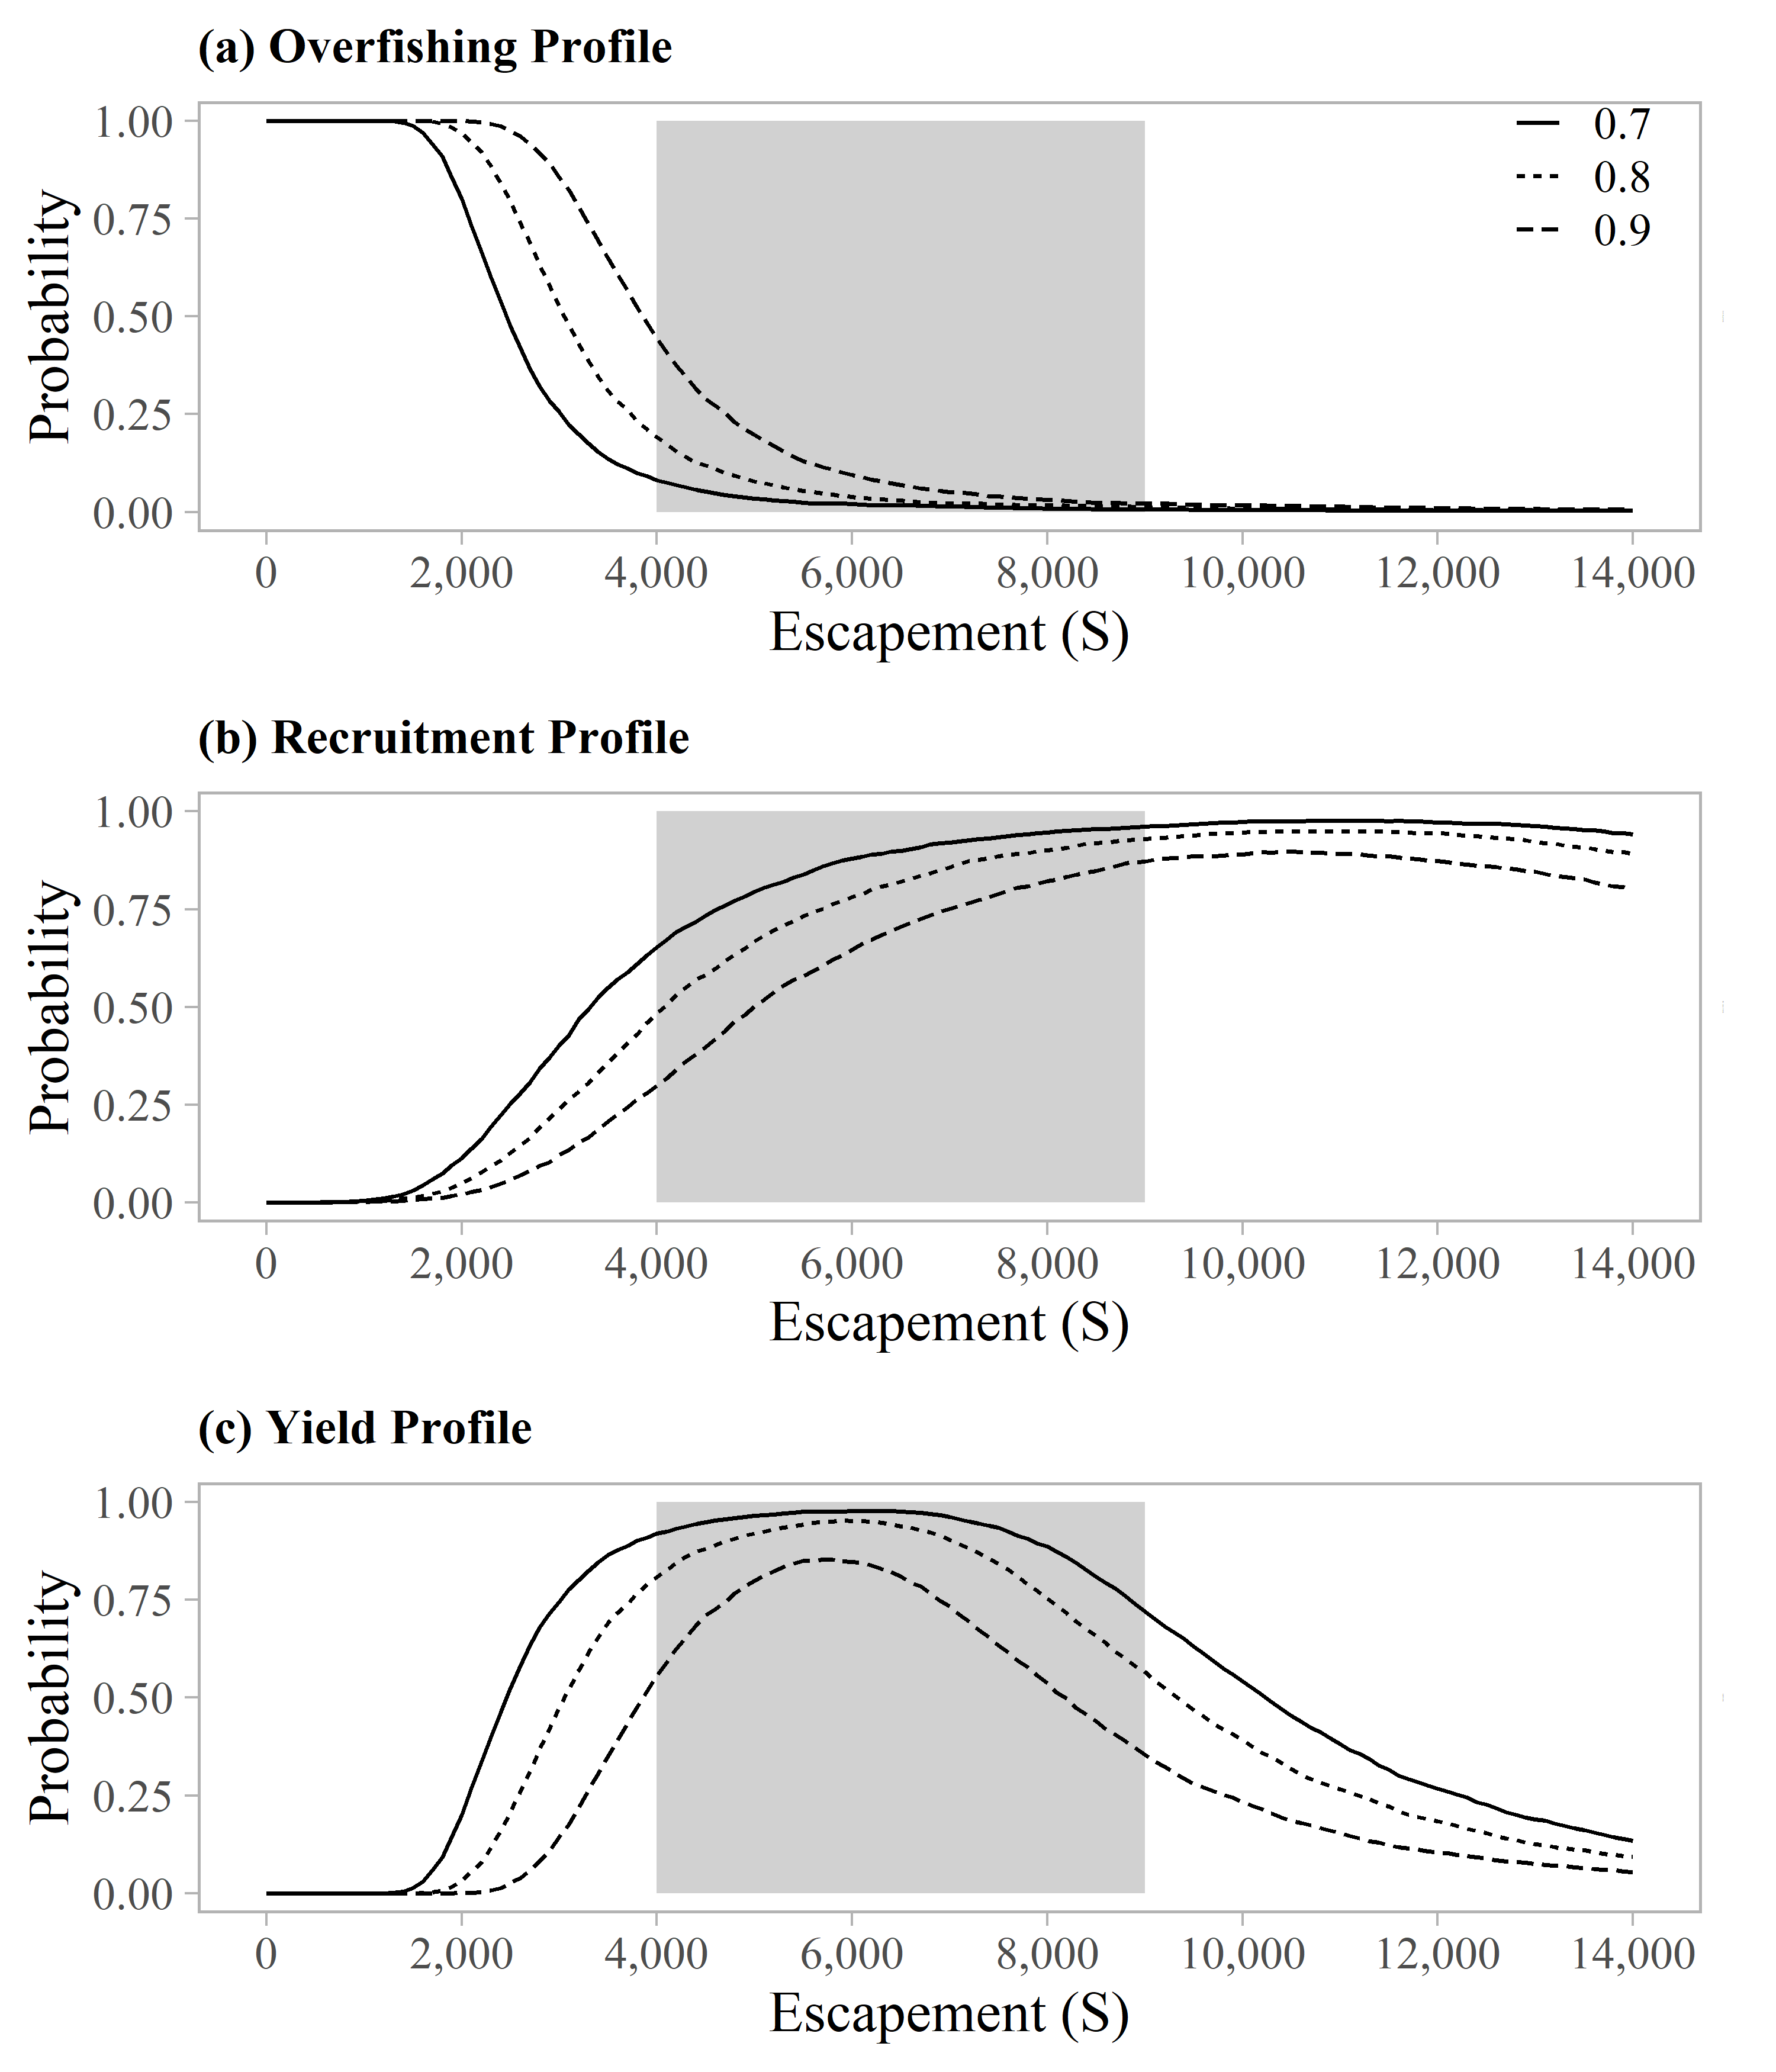 (a) Overfishing Profile
Probability
1.00
0.75
0.50
0.25
0.00
0.7
0.8
0.9
0 2,000 4,000 6,000 8,000 10,000 12,000 14,000
Escapement (S)
(b) Recruitment Profile
Probability
1.00
0.75
0.50
0.25
0.00
0 2,000 4,000 6,000 8,000 10,000 12,000 14,000
Escapement (S)
(c) Yield Profile
Probability
1.00
0.75
0.50
0.25
0.00
0 2,000 4,000 6,000 8,000 10,000 12,000 14,000
Escapement (S)